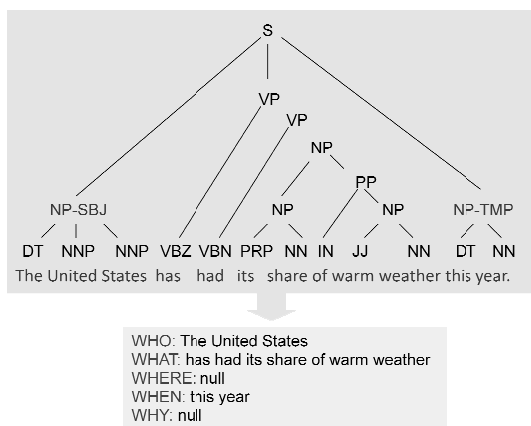 S
VP
VP
NP
PP
NP-SBJ NP NP NP-TMP
DT NNP NNP VBZ VBN PRP NN IN JJ NN DT NN
The United States has had its share of warm weather this year.
WHO: The United States
WHAT: has had its share of warm weather
WHERE: null
WHEN: this year
WHY: null